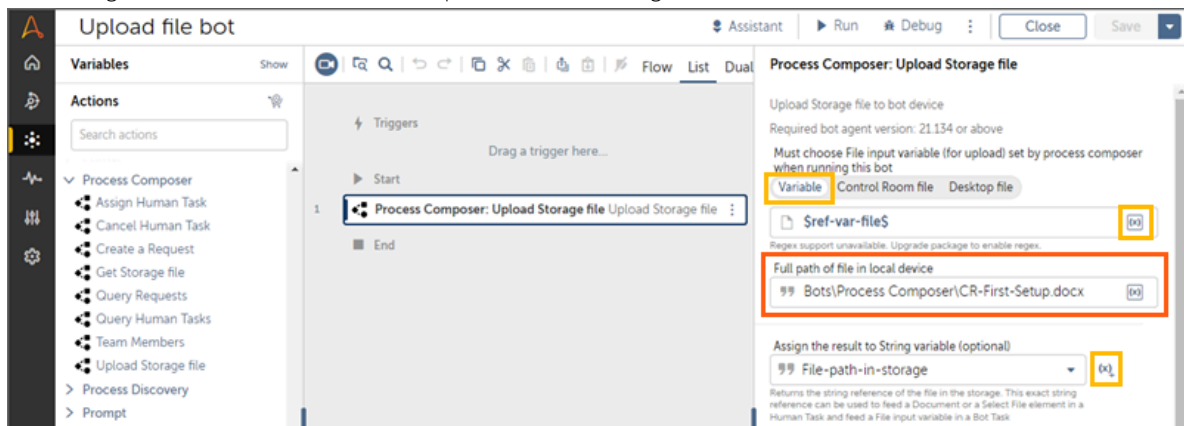 Upload file bot
Assistant
Run
Debug
Close
Save
Variables
Show
Actions
Search actions
Process Composer
Assign Human Task
Cancel Human Task
Create a Request
Get Storage file
Query Requests
Query Human Tasks
Team Members
Upload Storage file
Process Discovery
Prompt
Flow List Dual
Triggers
Drag a trigger here...
Start
1 Process Composer: Upload Storage file Upload Storage file
End
Process Composer: Upload Storage file
Upload Storage file to bot device
Required bot agent version: 21.134 or above
Must choose File input variable (for upload) set by process composer
when running this bot
Variable Control Room file Desktop file
$ref-var-file$ (x)
Regex support unavailable. Upgrade package to enable regex.
Full path of file in local device
Bots\Process Composer\CR-First-Setup.docx (x)
Assign the result to String variable (optional)
File-path-in-storage (x)
Returns the string reference of the file in the storage. This exact string
reference can be used to feed a Document or a Select File element in a
Human Task and feed a File input variable in a Bot Task